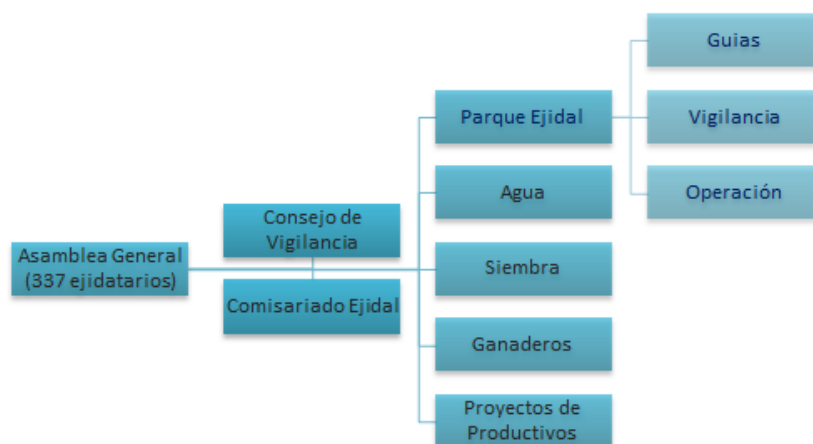 Asamblea General
(337 ejidatarios)
Consejo de
Vigilancia
Comisariado Ejidal
Parque Ejidal
Agua
Siembra
Ganaderos
Proyectos de
Productivos
Guias
Vigilancia
Operación